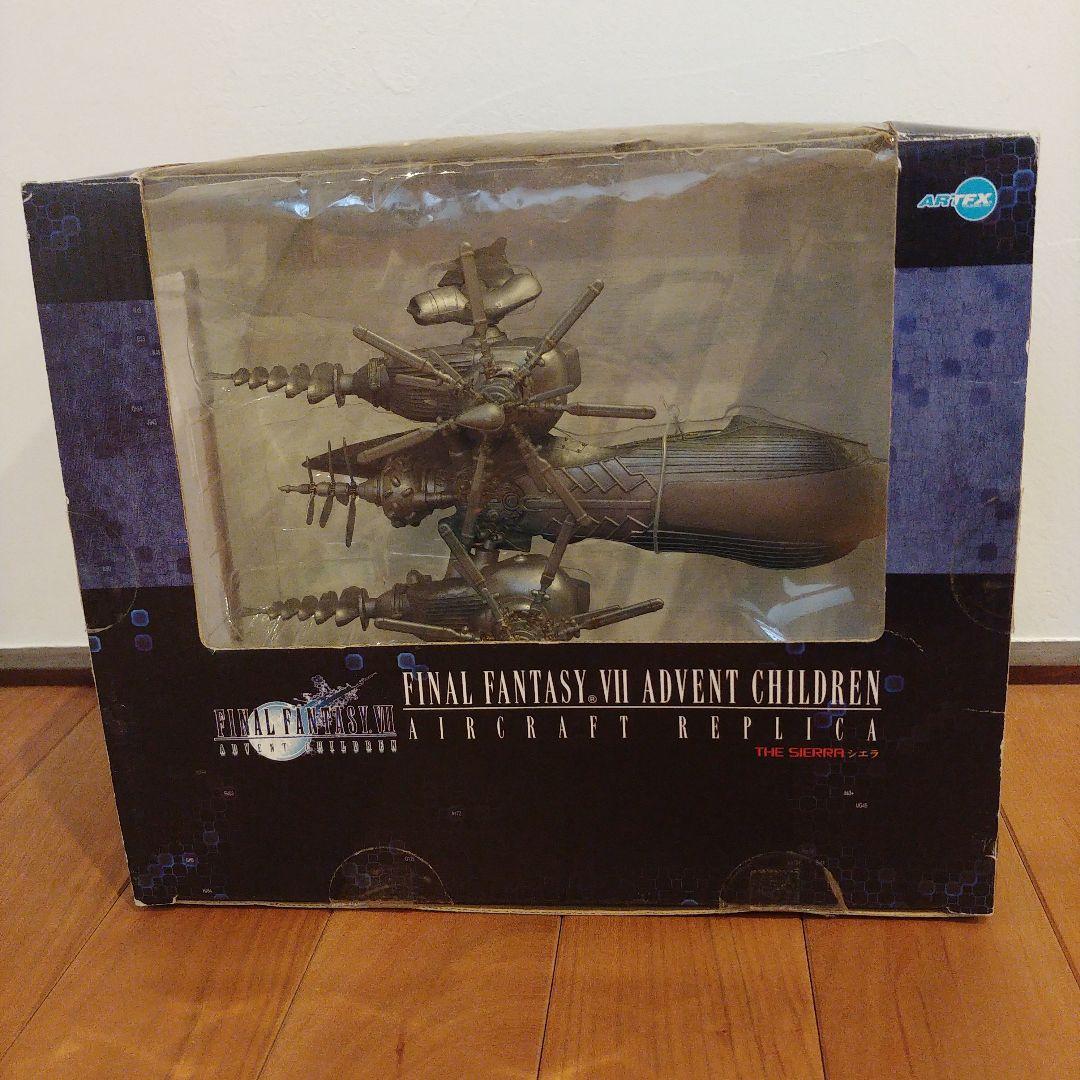 ARTFX
FINAL FANTASY® VII ADVENT CHILDREN
AIRCRAFT REPLICA
THE SIERRA シエラ
FINAL FANTASY VII
ADVENT CHILDREN